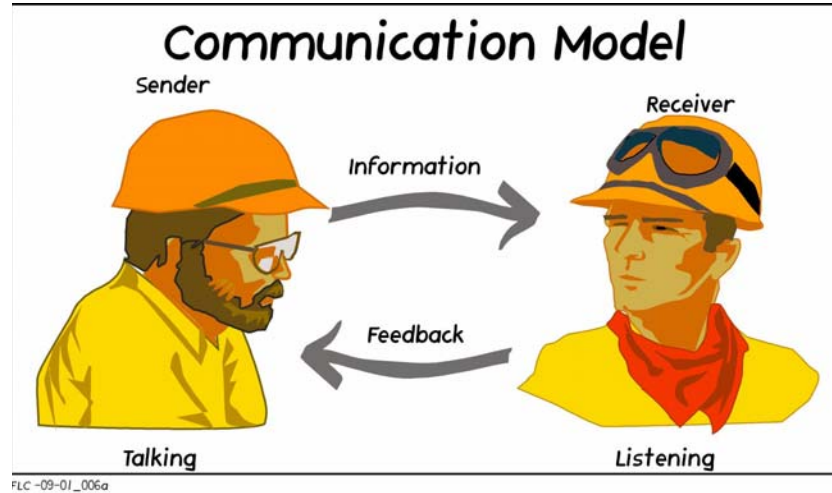 Communication Model
Sender
Receiver
Information
Feedback
Talking
Listening
FLC -09-01_006a